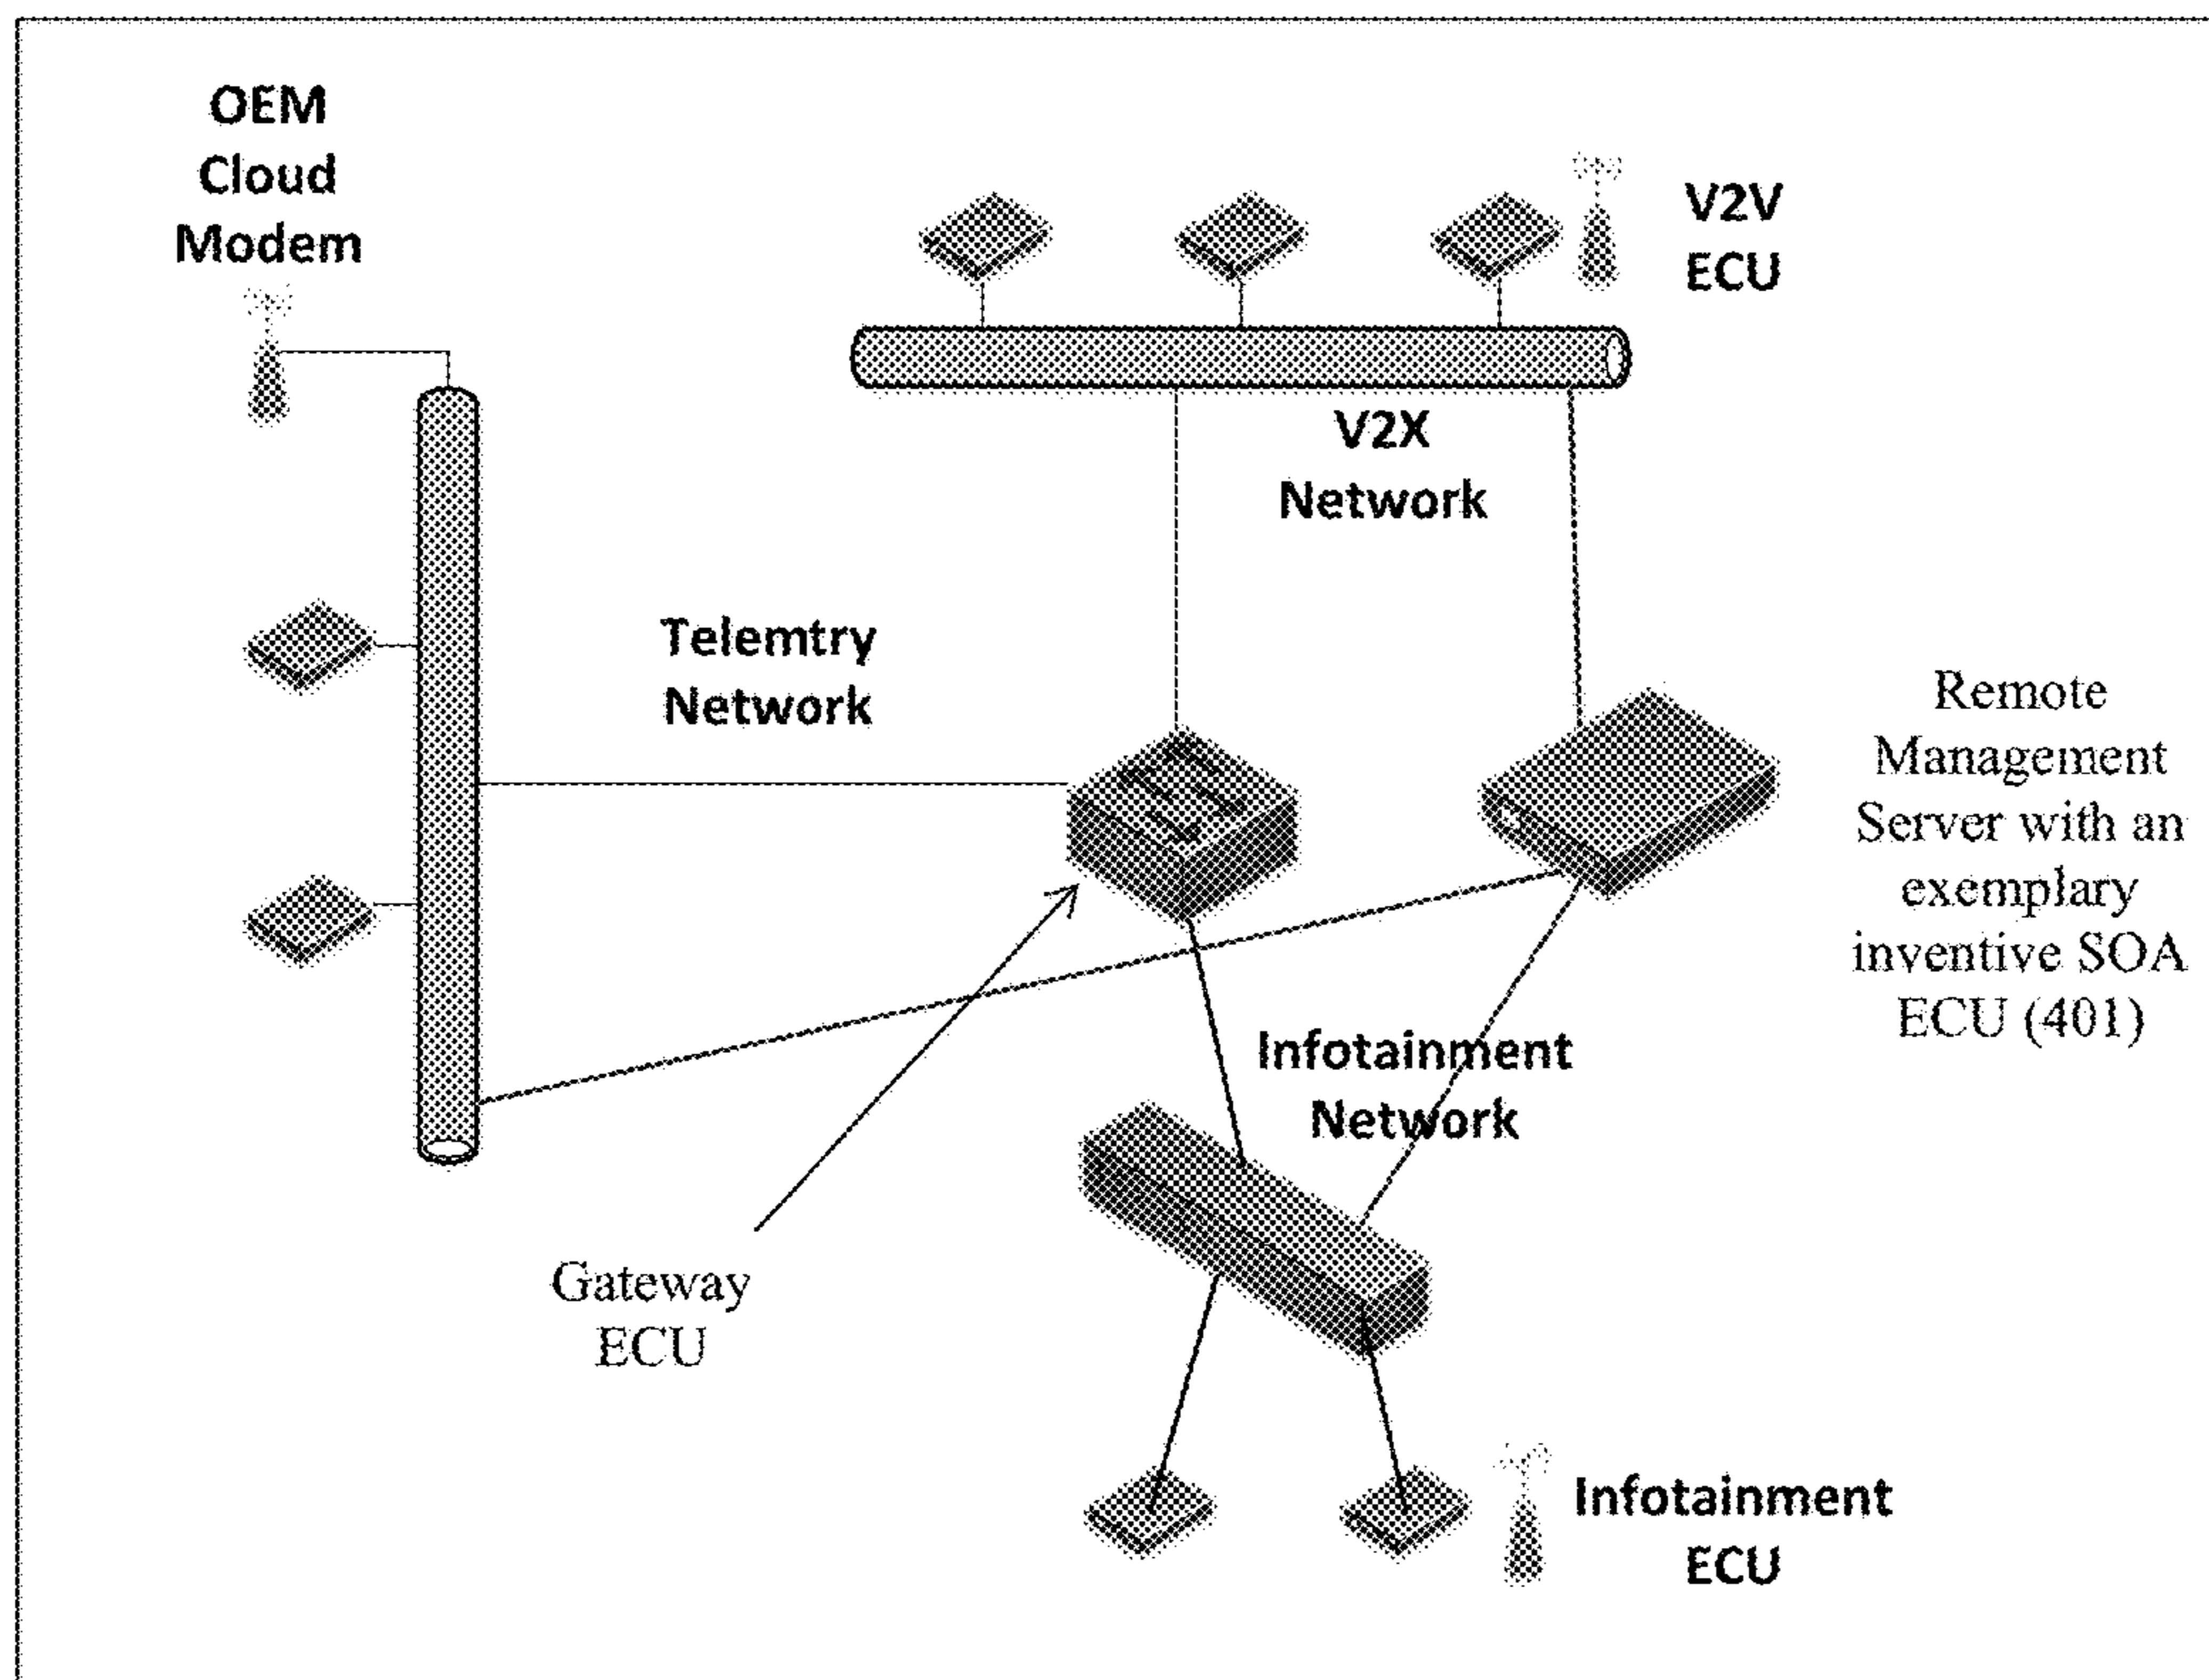 OEM
Cloud
Modem
V2V
ECU
V2X
Network
Telemtry
Network
Remote
Management
Server with an
exemplary
inventive SOA
ECU (401)
Infotainment
Network
Gateway
ECU
Infotainment
ECU